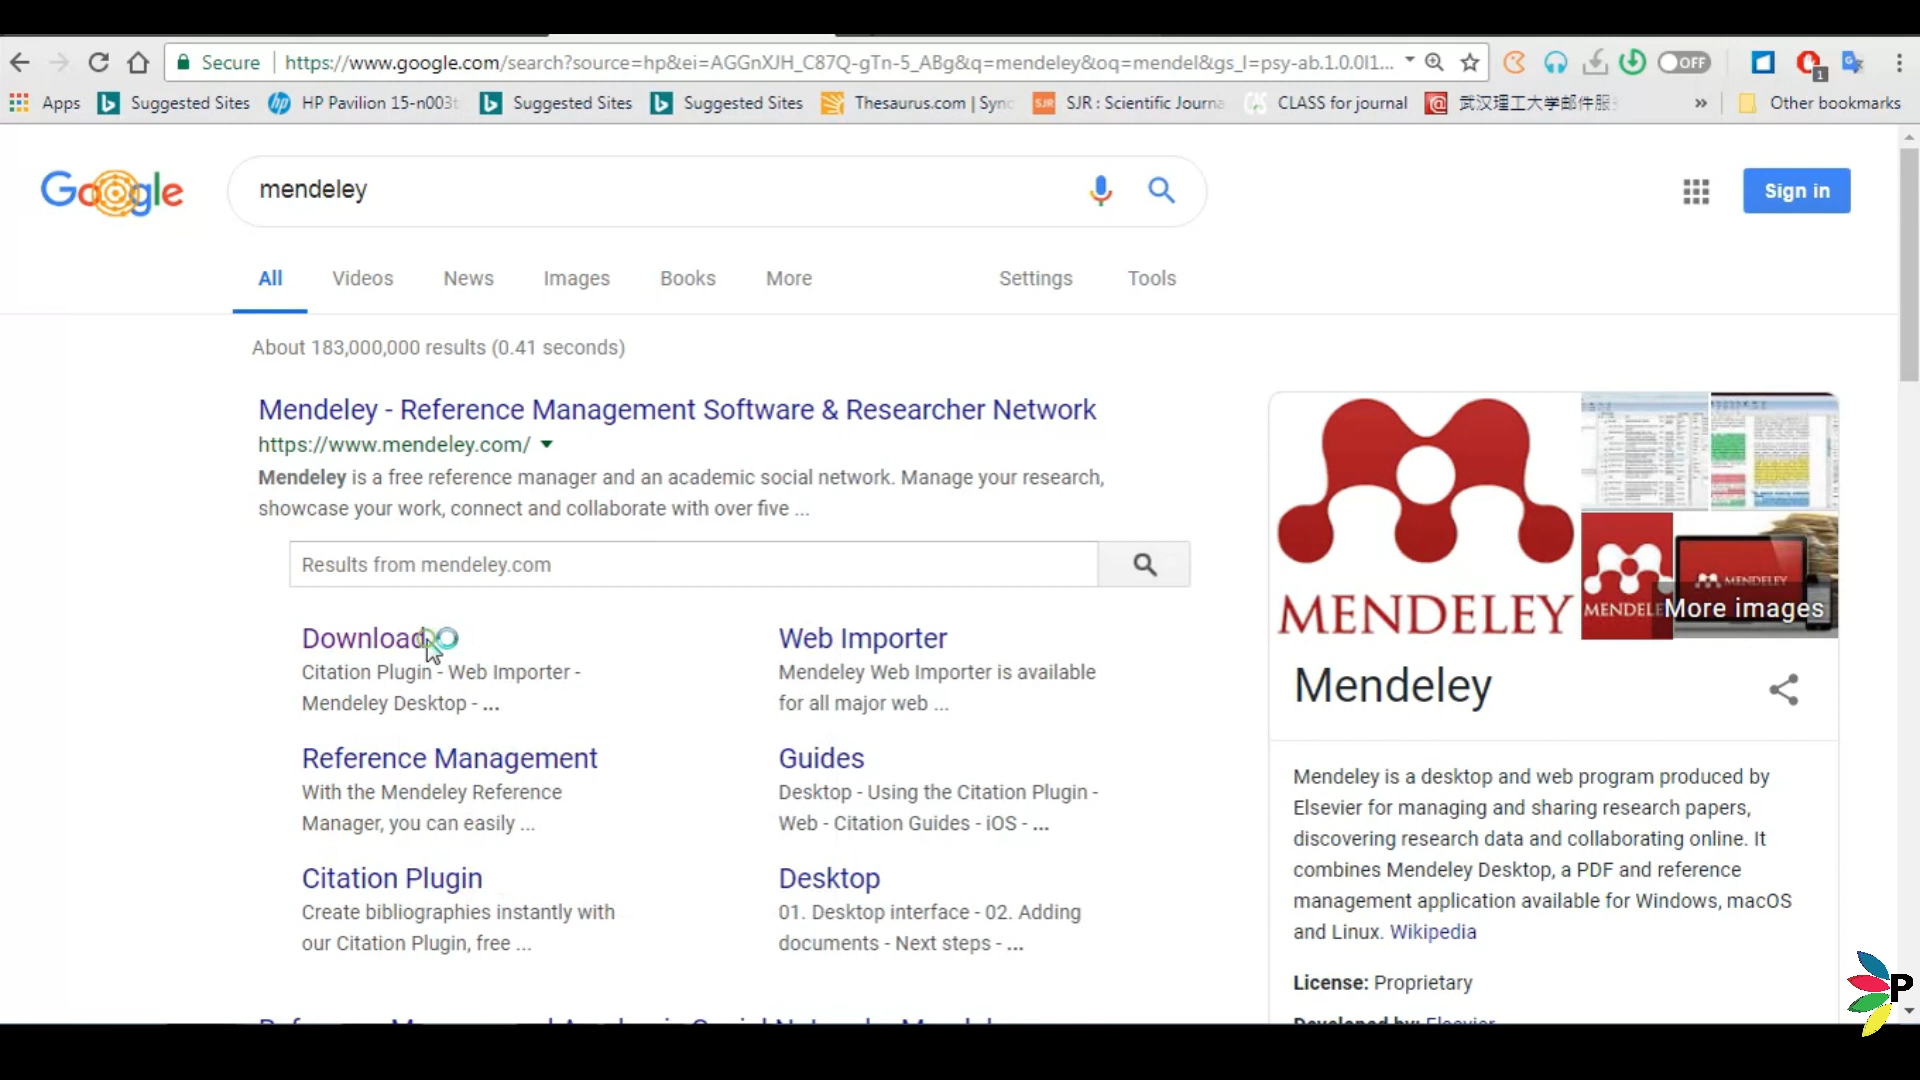 Secure
https://www.google.com/search?source=hp&ei=AGGnXJH_C87Q-gTn-5_ABg&q=mendeley&oq=mendel&gs_l=psy-ab.1.0.0l1...
OFF
1
Apps
Suggested Sites
HP Pavilion 15-n003t
Suggested Sites
Suggested Sites
Thesaurus.com | Sync
SJR
SJR : Scientific Journa
CLASS for journal
武汉理工大学邮件服
»
Other bookmarks
Google
mendeley
Sign in
All
Videos
News
Images
Books
More
Settings
Tools
About 183,000,000 results (0.41 seconds)
Mendeley - Reference Management Software & Researcher Network
https://www.mendeley.com/
Mendeley is a free reference manager and an academic social network. Manage your research,
showcase your work, connect and collaborate with over five ...
Results from mendeley.com
Download
Citation Plugin - Web Importer -
Mendeley Desktop - ...
Web Importer
Mendeley Web Importer is available
for all major web ...
Reference Management
With the Mendeley Reference
Manager, you can easily ...
Guides
Desktop - Using the Citation Plugin -
Web - Citation Guides - iOS - ...
Citation Plugin
Create bibliographies instantly with
our Citation Plugin, free ...
Desktop
01. Desktop interface - 02. Adding
documents - Next steps - ...
MENDELEY
MENDELE
MENDELEY
More images
Mendeley
Mendeley is a desktop and web program produced by
Elsevier for managing and sharing research papers,
discovering research data and collaborating online. It
combines Mendeley Desktop, a PDF and reference
management application available for Windows, macOS
and Linux. Wikipedia
License: Proprietary
Developed by: Elsevier
P